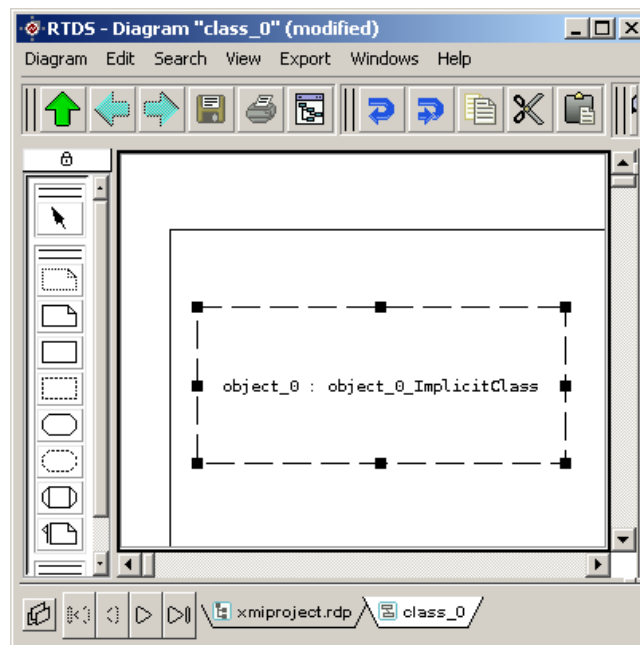 RTDS - Diagram "class_0" (modified)
Diagram Edit Search View Export Windows Help
object_0 : object_0_ImplicitClass
xmiproject.rdp class_0